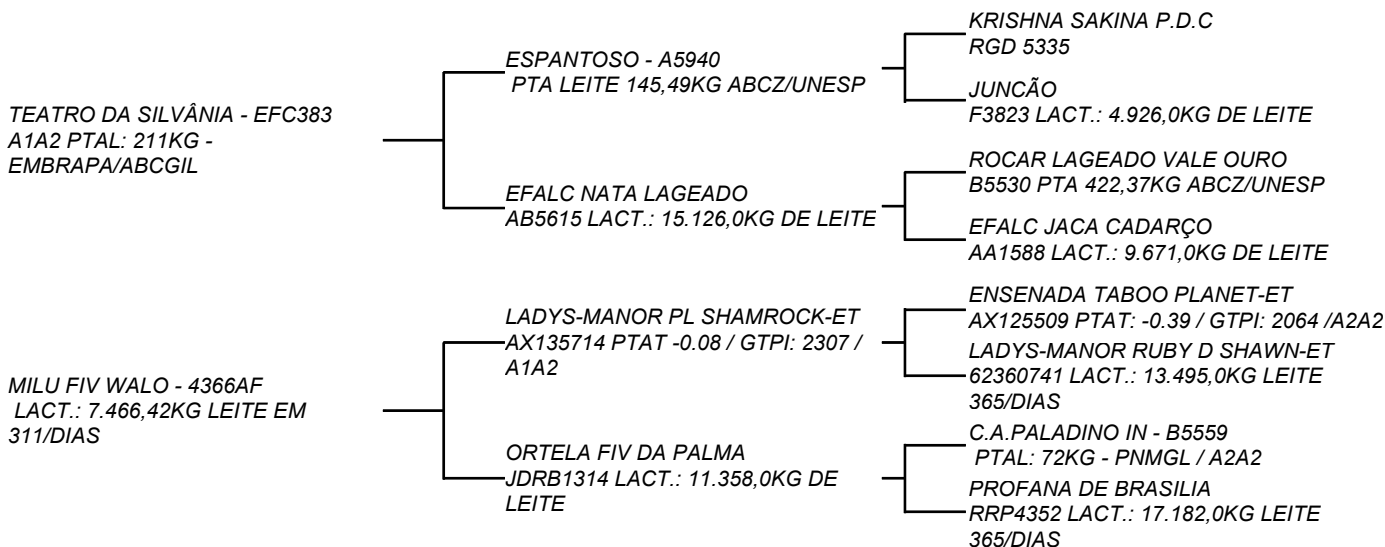 TEATRO DA SILVÂNIA - EFC383
A1A2 PTAL: 211KG -
EMBRAPA/ABCGIL
MILU FIV WALO - 4366AF
LACT.: 7.466,42KG LEITE EM
311/DIAS
ESPANTOSO - A5940
PTA LEITE 145,49KG ABCZ/UNESP
EFALC NATA LAGEADO
AB5615 LACT.: 15.126,0KG DE LEITE
LADYS-MANOR PL SHAMROCK-ET
AX135714 PTAT -0.08 / GTPI: 2307 /
A1A2
ORTELA FIV DA PALMA
JDRB1314 LACT.: 11.358,0KG DE
LEITE
KRISHNA SAKINA P.D.C
RGD 5335
JUNCÃO
F3823 LACT.: 4.926,0KG DE LEITE
ROCAR LAGEADO VALE OURO
B5530 PTA 422,37KG ABCZ/UNESP
EFALC JACA CADARÇO
AA1588 LACT.: 9.671,0KG DE LEITE
ENSENADA TABOO PLANET-ET
AX125509 PTAT: -0.39 / GTPI: 2064 /A2A2
LADYS-MANOR RUBY D SHAWN-ET
62360741 LACT.: 13.495,0KG LEITE
365/DIAS
C.A.PALADINO IN - B5559
PTAL: 72KG - PNMGL / A2A2
PROFANA DE BRASILIA
RRP4352 LACT.: 17.182,0KG LEITE
365/DIAS